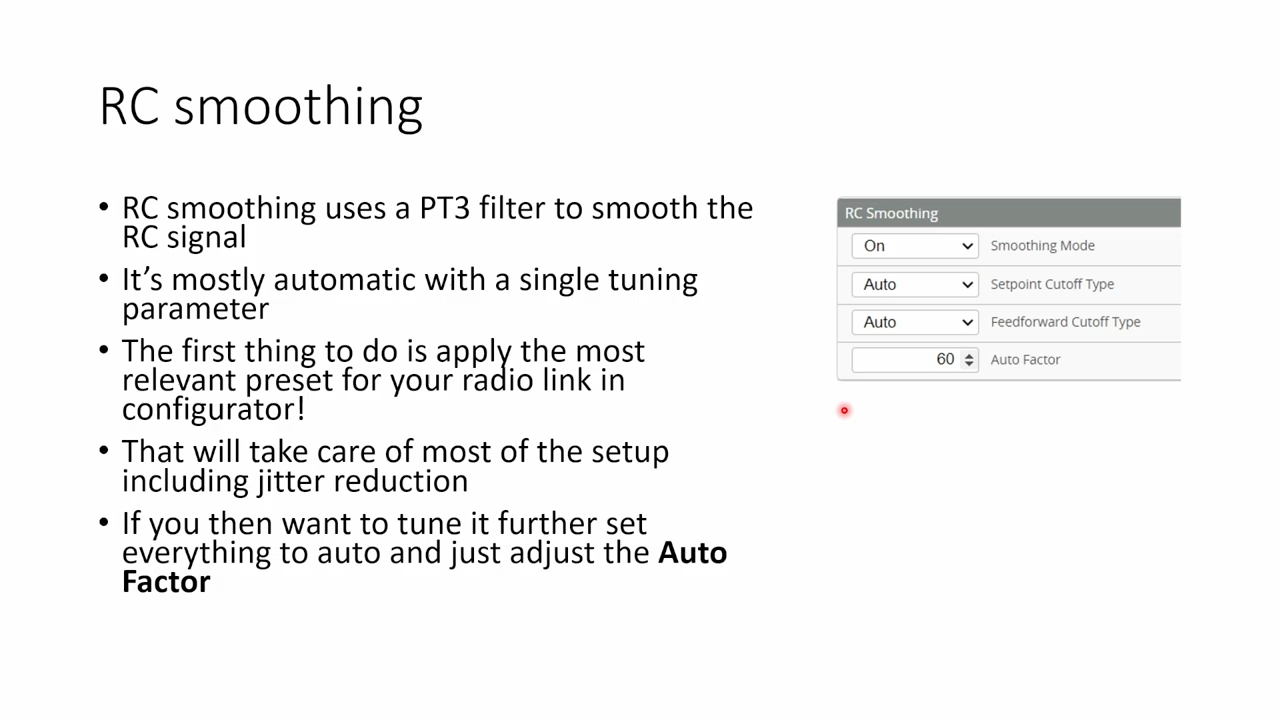 RC smoothing
• RC smoothing uses a PT3 filter to smooth the
RC signal
• It’s mostly automatic with a single tuning
parameter
• The first thing to do is apply the most
relevant preset for your radio link in
configurator!
• That will take care of most of the setup
including jitter reduction
• If you then want to tune it further set
everything to auto and just adjust the Auto
Factor
RC Smoothing
On Smoothing Mode
Auto Setpoint Cutoff Type
Auto Feedforward Cutoff Type
60 Auto Factor